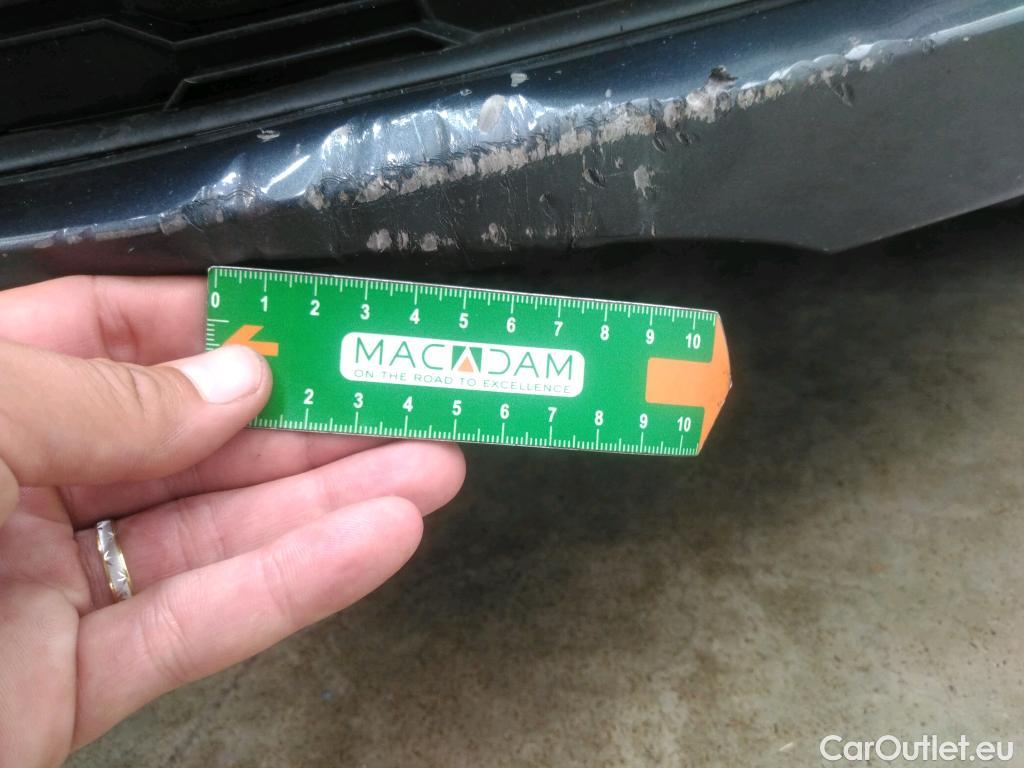 0 1 2 3 4 5 6 7 8 9 10
MACADAM
ON THE ROAD TO EXCELLENCE
2 3 4 5 6 7 8 9 10
CarOutlet.eu